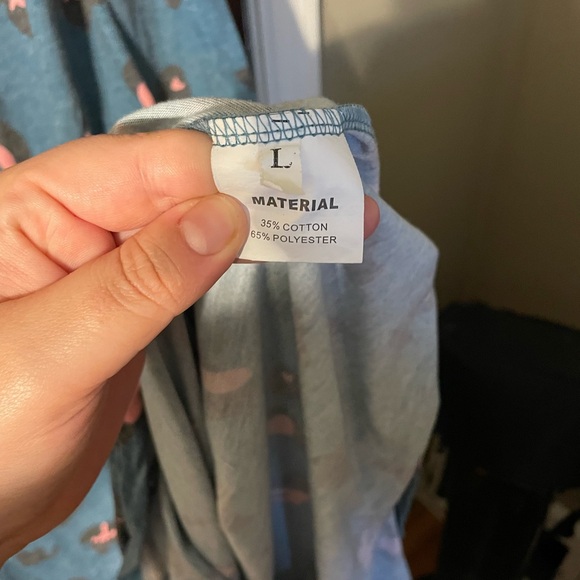 L
MATERIAL
35% COTTON
65% POLYESTER